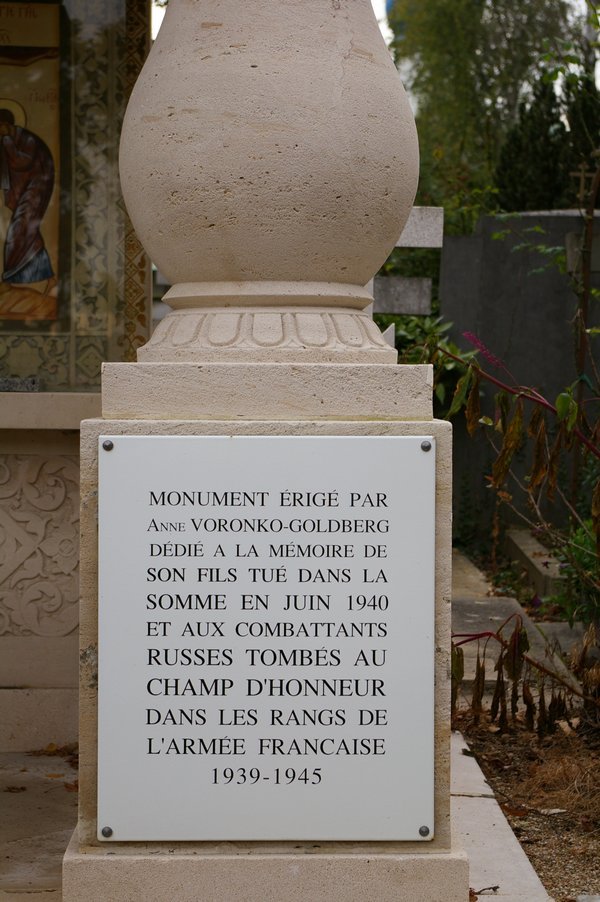 MONUMENT ÉRIGÉ PAR
ANNE VORONKO-GOLDBERG
DÉDIÉ A LA MÉMOIRE DE
SON FILS TUÉ DANS LA
SOMME EN JUIN 1940
ET AUX COMBATTANTS
RUSSES TOMBÉS AU
CHAMP D'HONNEUR
DANS LES RANGS DE
L'ARMÉE FRANCAISE
1939-1945